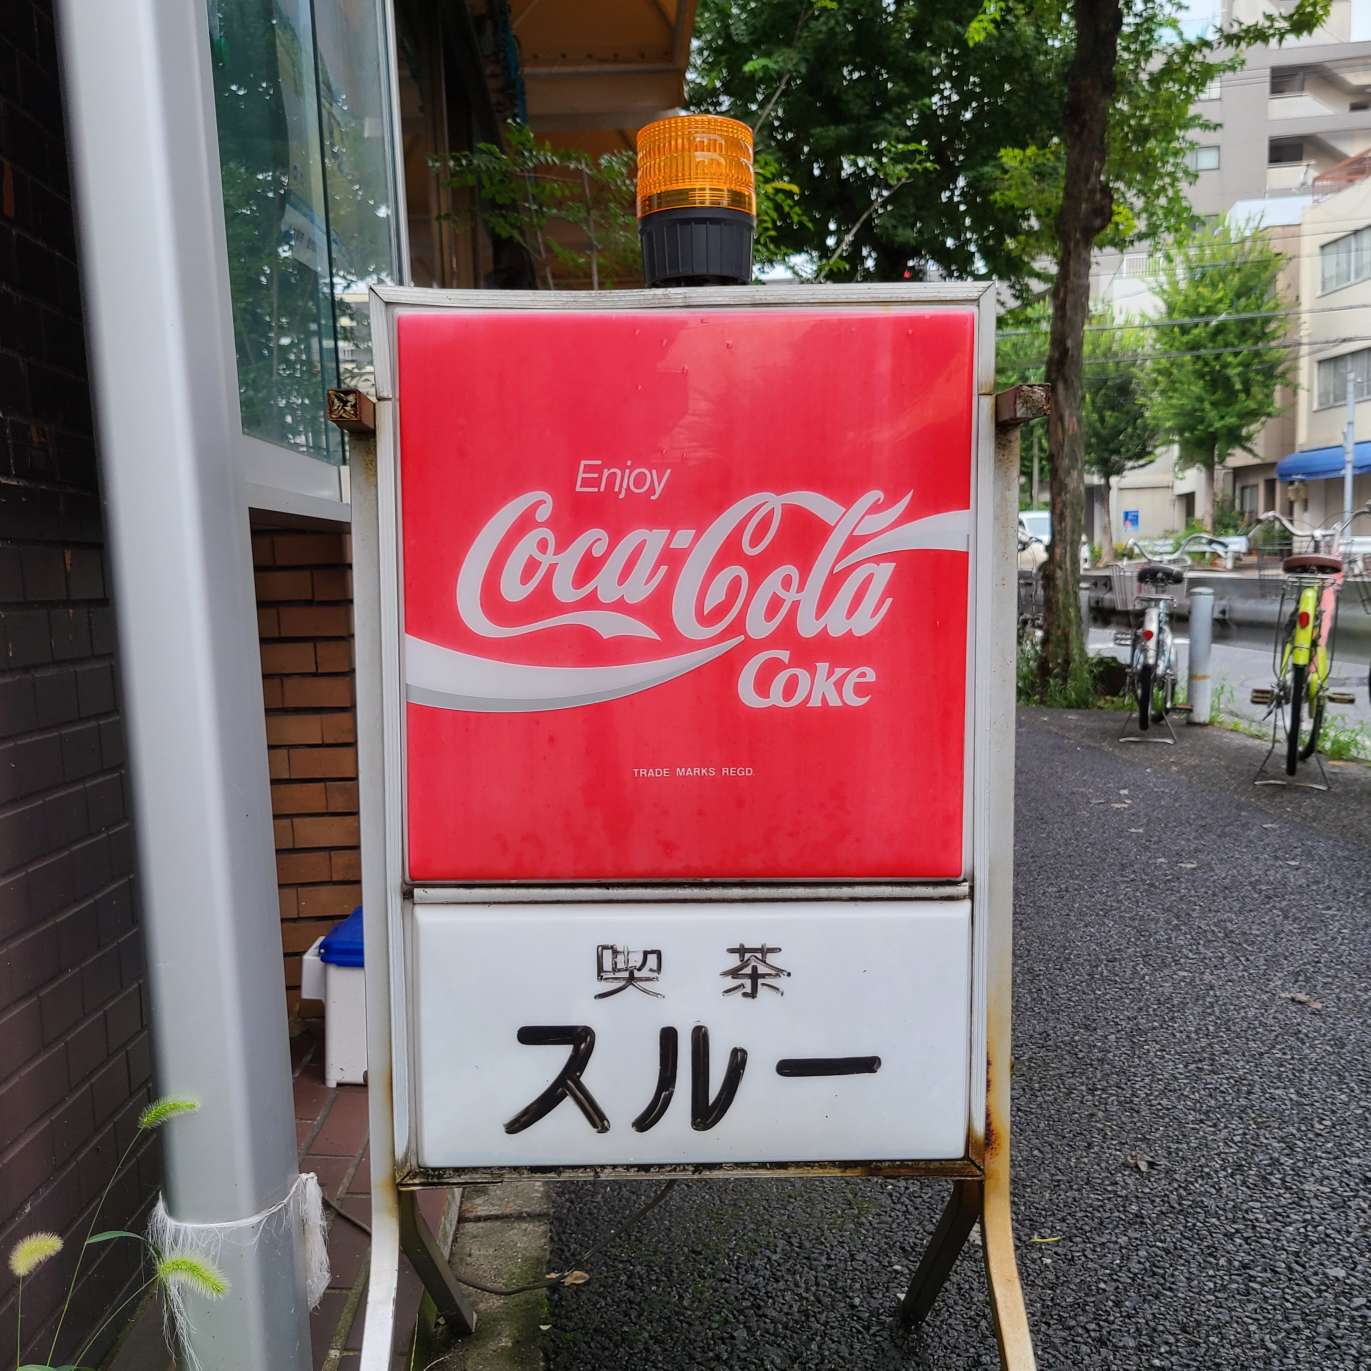 Enjoy
Coca-Cola
Coke
TRADE MARKS REGD.
喫茶
スルー